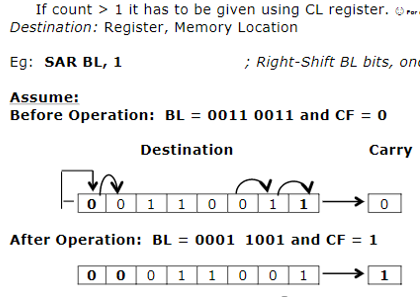 If count > 1 it has to be given using CL register. ☺ For
Destination: Register, Memory Location
Eg: SAR BL, 1 ; Right-Shift BL bits, onc
Assume:
Before Operation: BL = 0011 0011 and CF = 0
Destination Carry
0 0 1 1 0 0 1 1 0
After Operation: BL = 0001 1001 and CF = 1
0 0 0 1 1 0 0 1 1